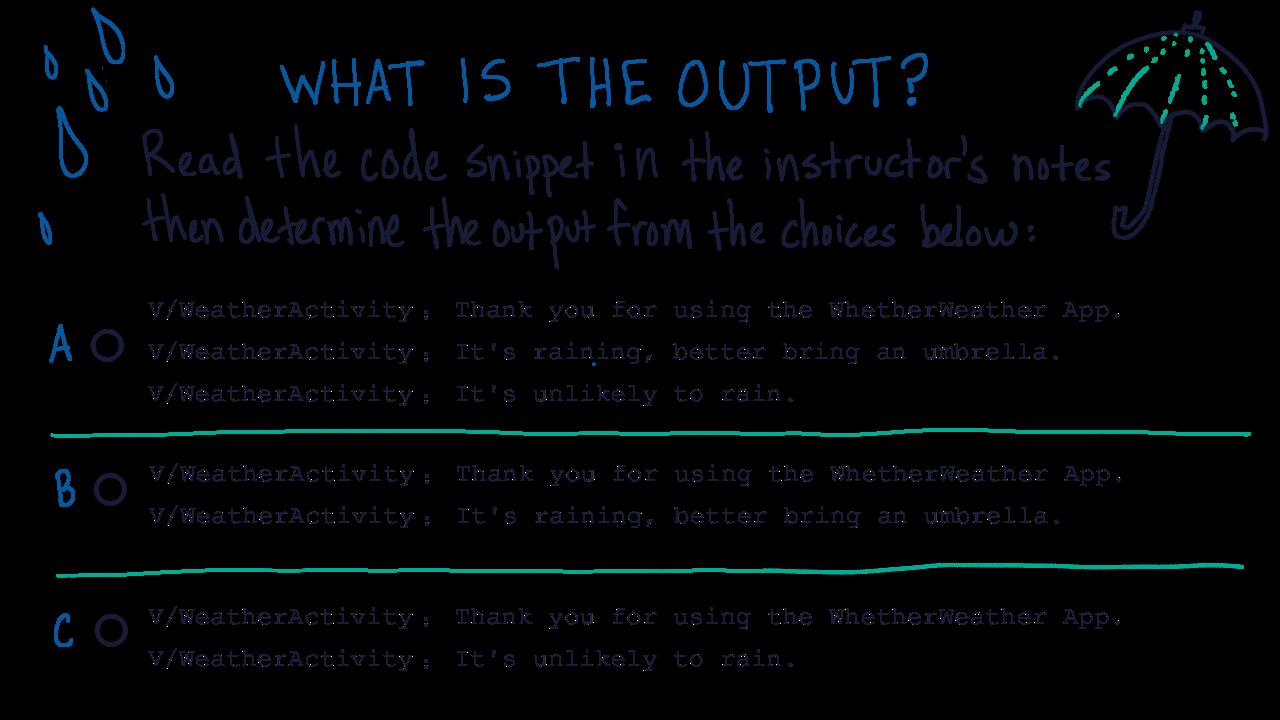 WHAT IS THE OUTPUT?
Read the code snippet in the instructor's notes
then determine the output from the choices below:
A
V/WeatherActivity: Thank you for using the WhetherWeather App.
V/WeatherActivity: It's raining, better bring an umbrella.
V/WeatherActivity: It's unlikely to rain.
B
V/WeatherActivity: Thank you for using the WhetherWeather App.
V/WeatherActivity: It's raining, better bring an umbrella.
C
V/WeatherActivity: Thank you for using the WhetherWeather App.
V/WeatherActivity: It's unlikely to rain.